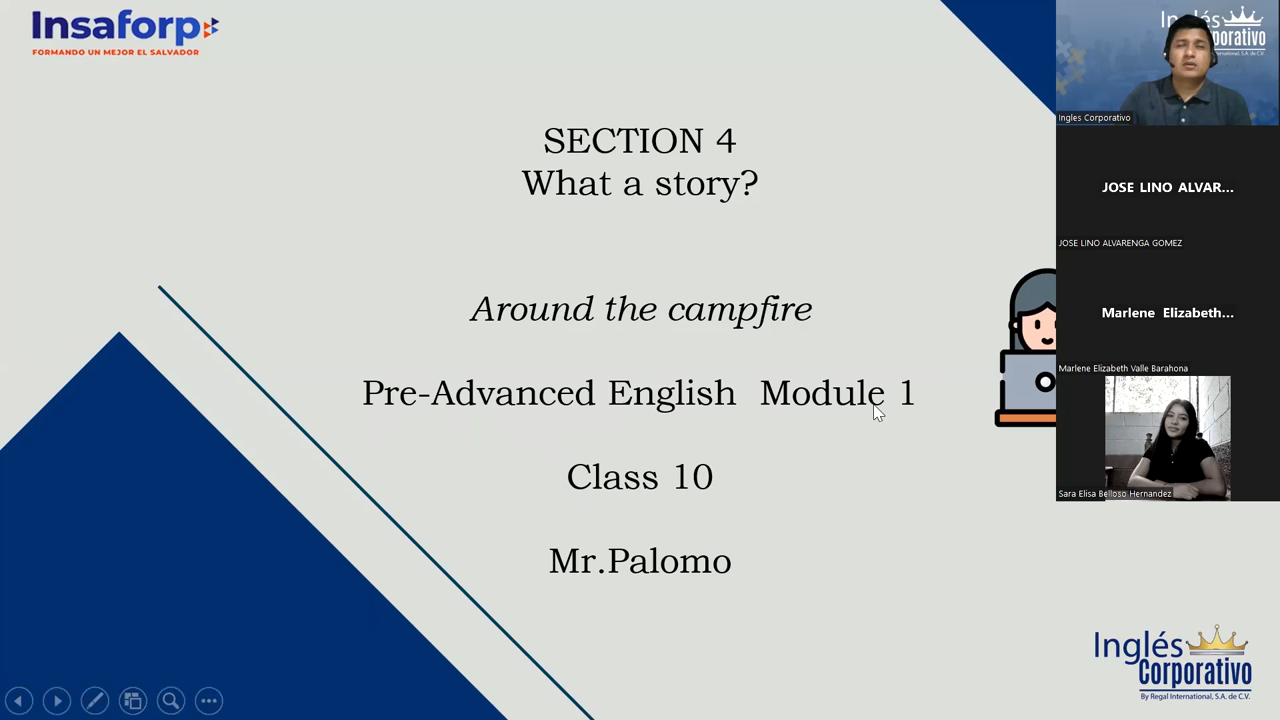 Insaforp
FORMANDO UN MEJOR EL SALVADOR
SECTION 4
What a story?
Around the campfire
Pre-Advanced English Module 1
Class 10
Mr.Palomo
Inglés
Corporativo
By Regal International, S.A. de C.V.
Inglés
Ingles Corporativo
JOSE LINO ALVAR...
JOSE LINO ALVARENGA GOMEZ
Marlene Elizabeth...
Marlene Elizabeth Valle Barahona
Sara Elisa Belloso Hernandez